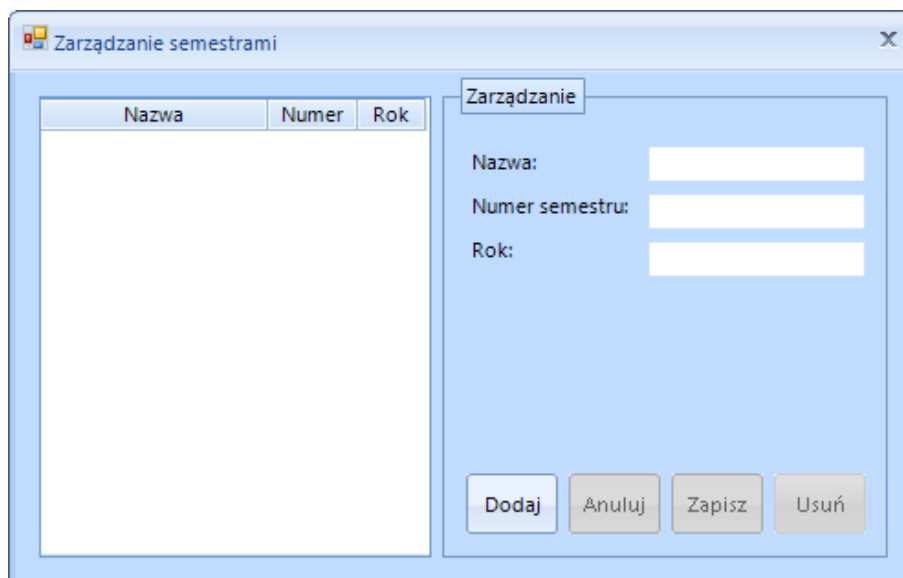 Zarządzanie semestrami
Nazwa Numer Rok
Zarządzanie
Nazwa:
Numer semestru:
Rok:
Dodaj Anuluj Zapisz Usuń